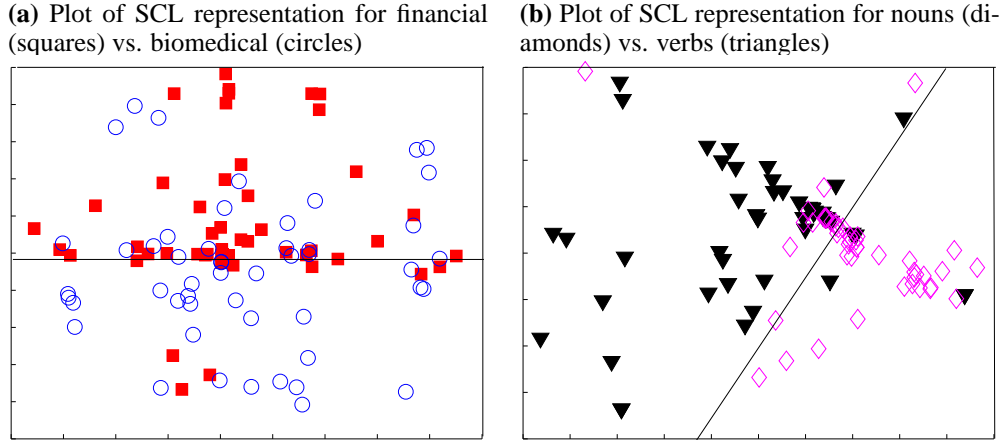 (a) Plot of SCL representation for financial
(squares) vs. biomedical (circles)
(b) Plot of SCL representation for nouns (di-
amonds) vs. verbs (triangles)